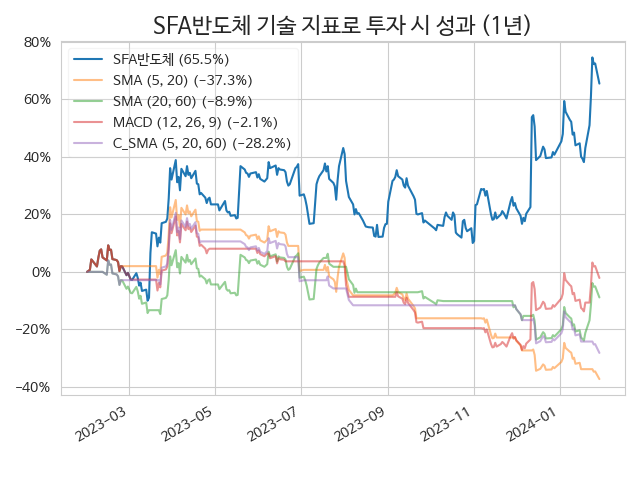 SFA반도체 기술 지표로 투자 시 성과 (1년)
80%
60%
40%
20%
0%
−20%
−40%
SFA반도체 (65.5%)
SMA (5, 20) (−37.3%)
SMA (20, 60) (−8.9%)
MACD (12, 26, 9) (−2.1%)
C_SMA (5, 20, 60) (−28.2%)
2023−03
2023−05
2023−07
2023−09
2023−11
2024−01